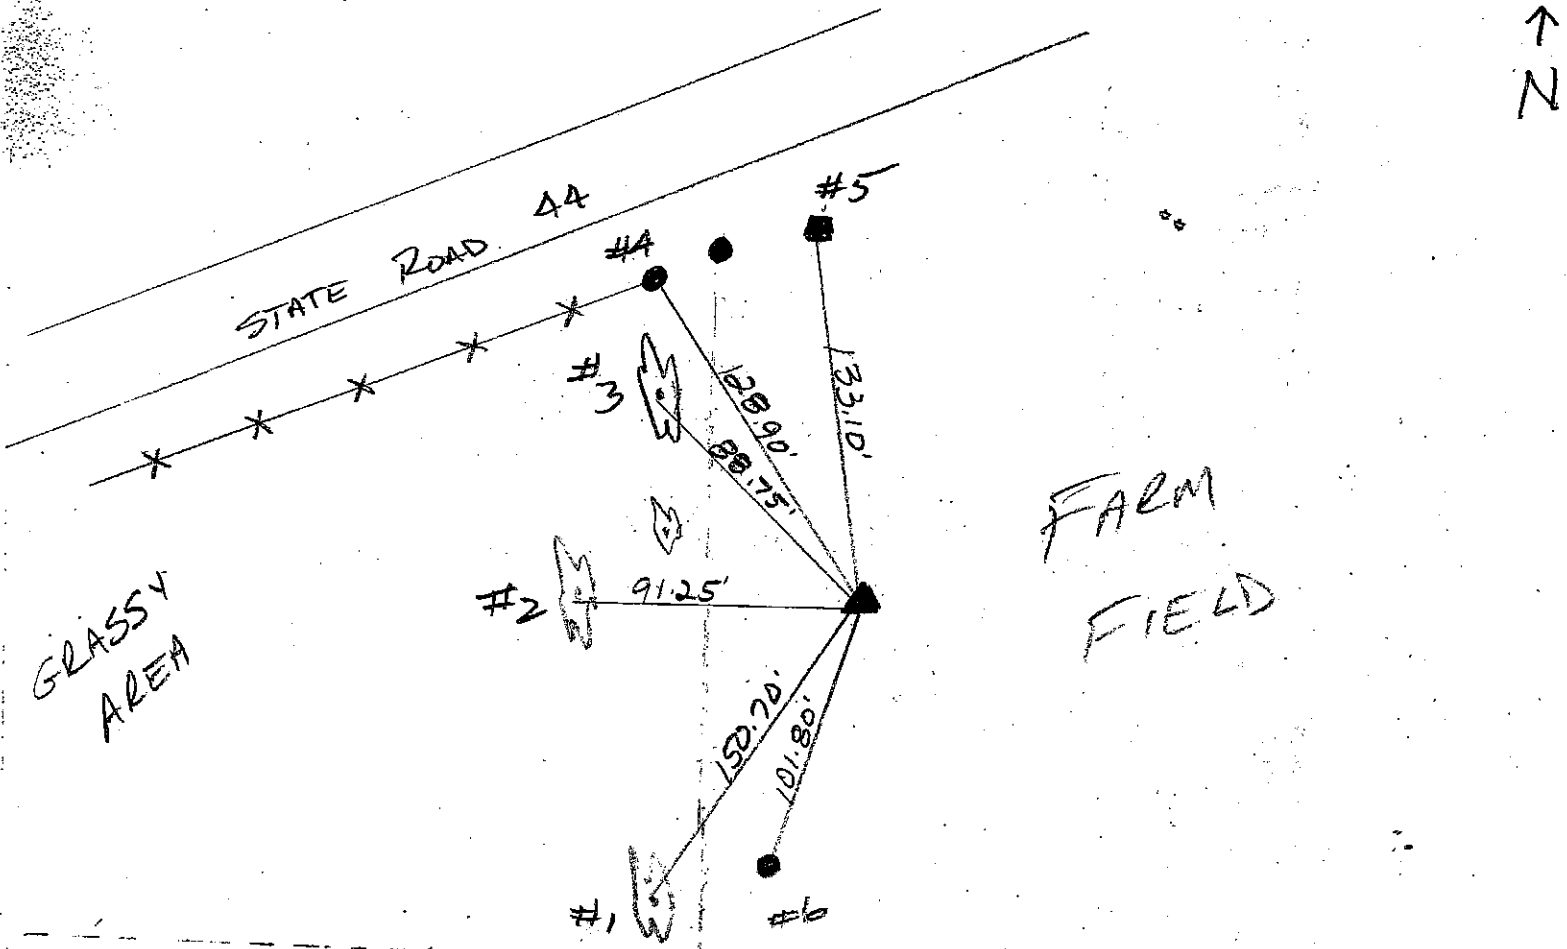 ↑
N
#5
STATE ROAD 44
#4
#
3
128.90'
133.10'
88.75'
FARM
FIELD
#2
91.25'
GRASSY
AREA
150.70'
101.80'
#1
#6